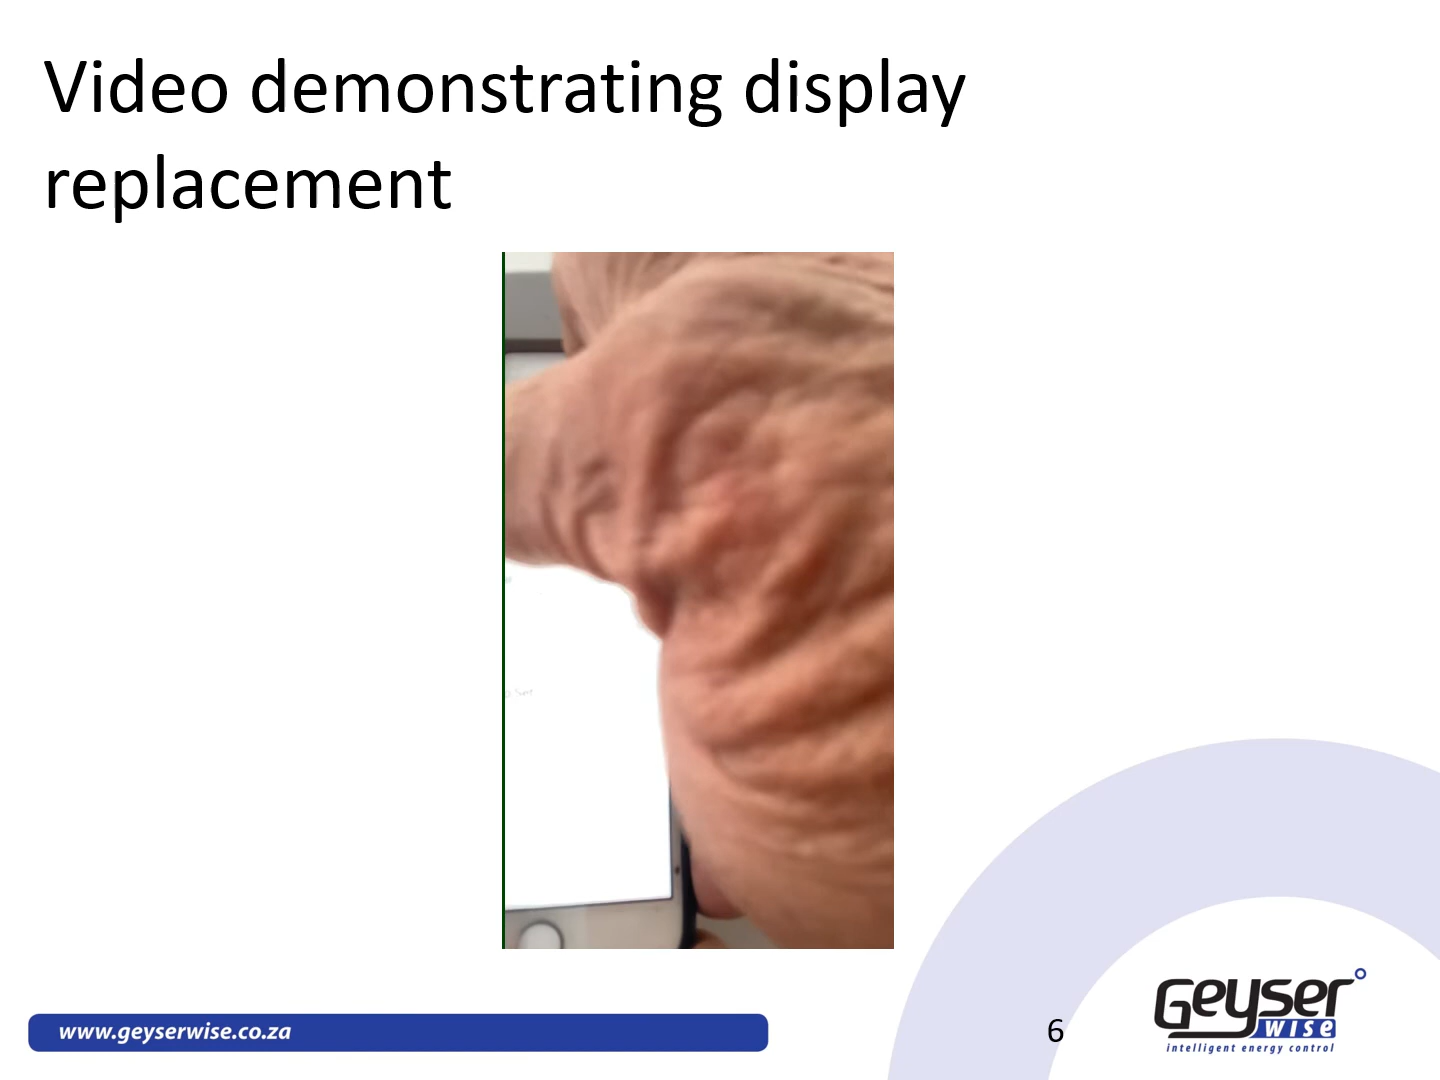 Video demonstrating display
replacement
www.geyserwise.co.za
6
Geyser
WISE
intelligent energy control